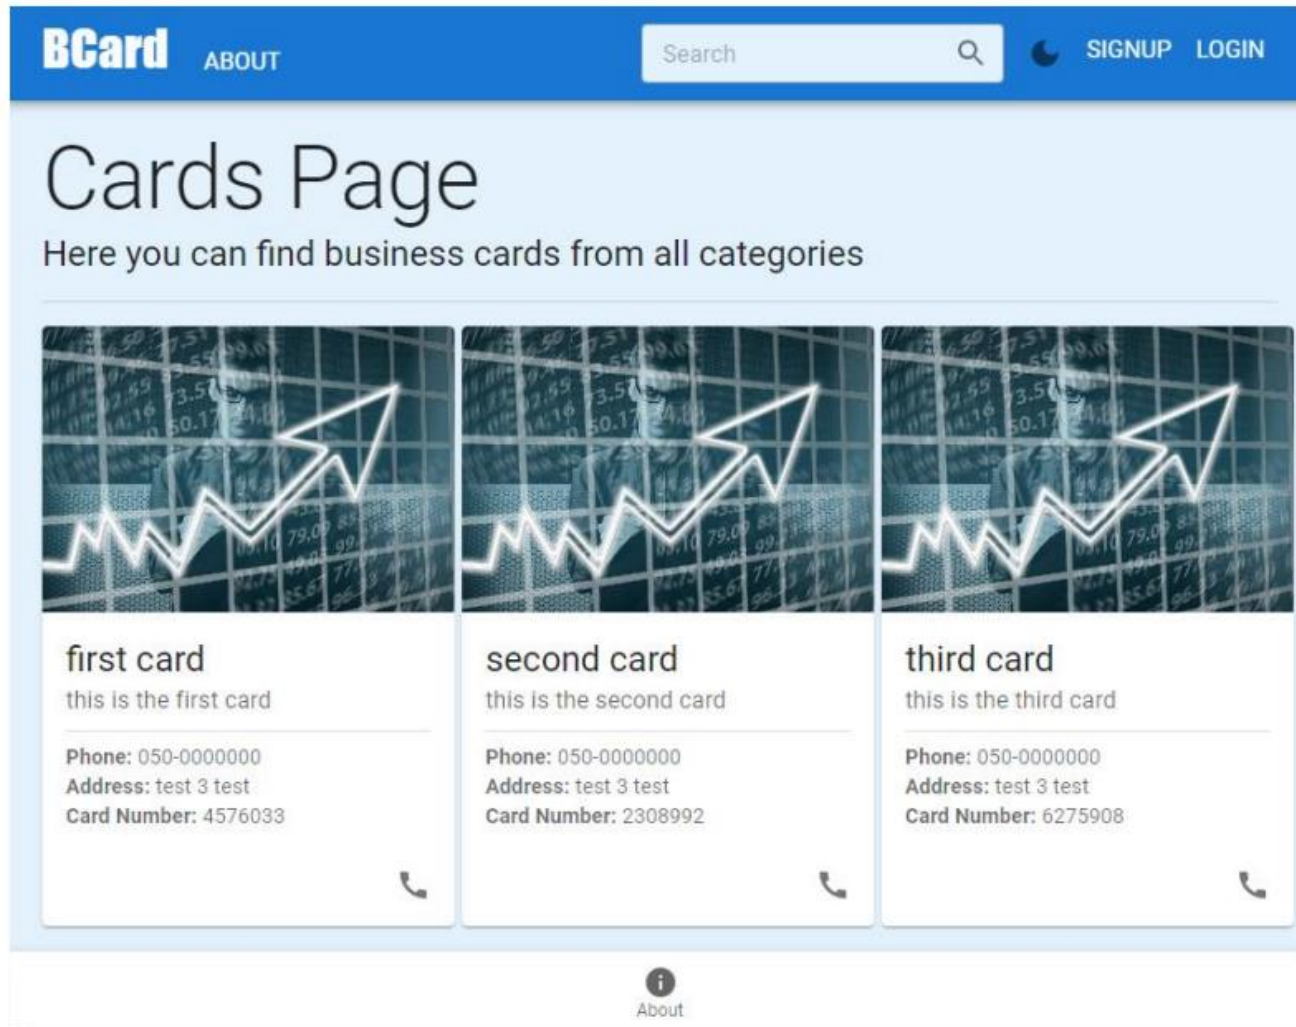 BCard ABOUT Search SIGNUP LOGIN
Cards Page
Here you can find business cards from all categories
first card
this is the first card
Phone: 050-0000000
Address: test 3 test
Card Number: 4576033
second card
this is the second card
Phone: 050-0000000
Address: test 3 test
Card Number: 2308992
third card
this is the third card
Phone: 050-0000000
Address: test 3 test
Card Number: 6275908
About